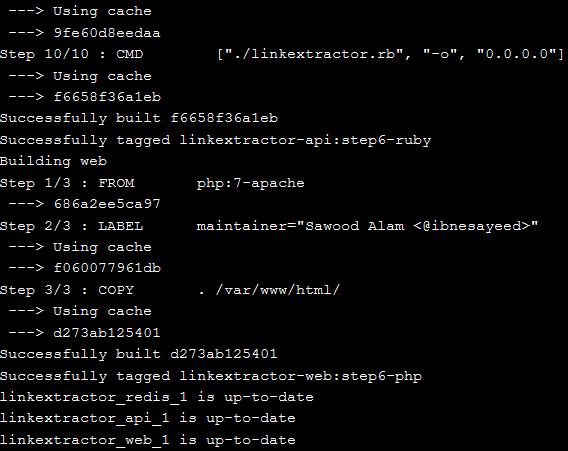 ---> Using cache
---> 9fe60d8eedaa
Step 10/10 : CMD ["./linkextractor.rb", "-o", "0.0.0.0"]
---> Using cache
---> f6658f36a1eb
Successfully built f6658f36a1eb
Successfully tagged linkextractor-api:step6-ruby
Building web
Step 1/3 : FROM php:7-apache
---> 686a2ee5ca97
Step 2/3 : LABEL maintainer="Sawood Alam <@ibnesayeed>"
---> Using cache
---> f060077961db
Step 3/3 : COPY . /var/www/html/
---> Using cache
---> d273ab125401
Successfully built d273ab125401
Successfully tagged linkextractor-web:step6-php
linkextractor_redis_1 is up-to-date
linkextractor_api_1 is up-to-date
linkextractor_web_1 is up-to-date